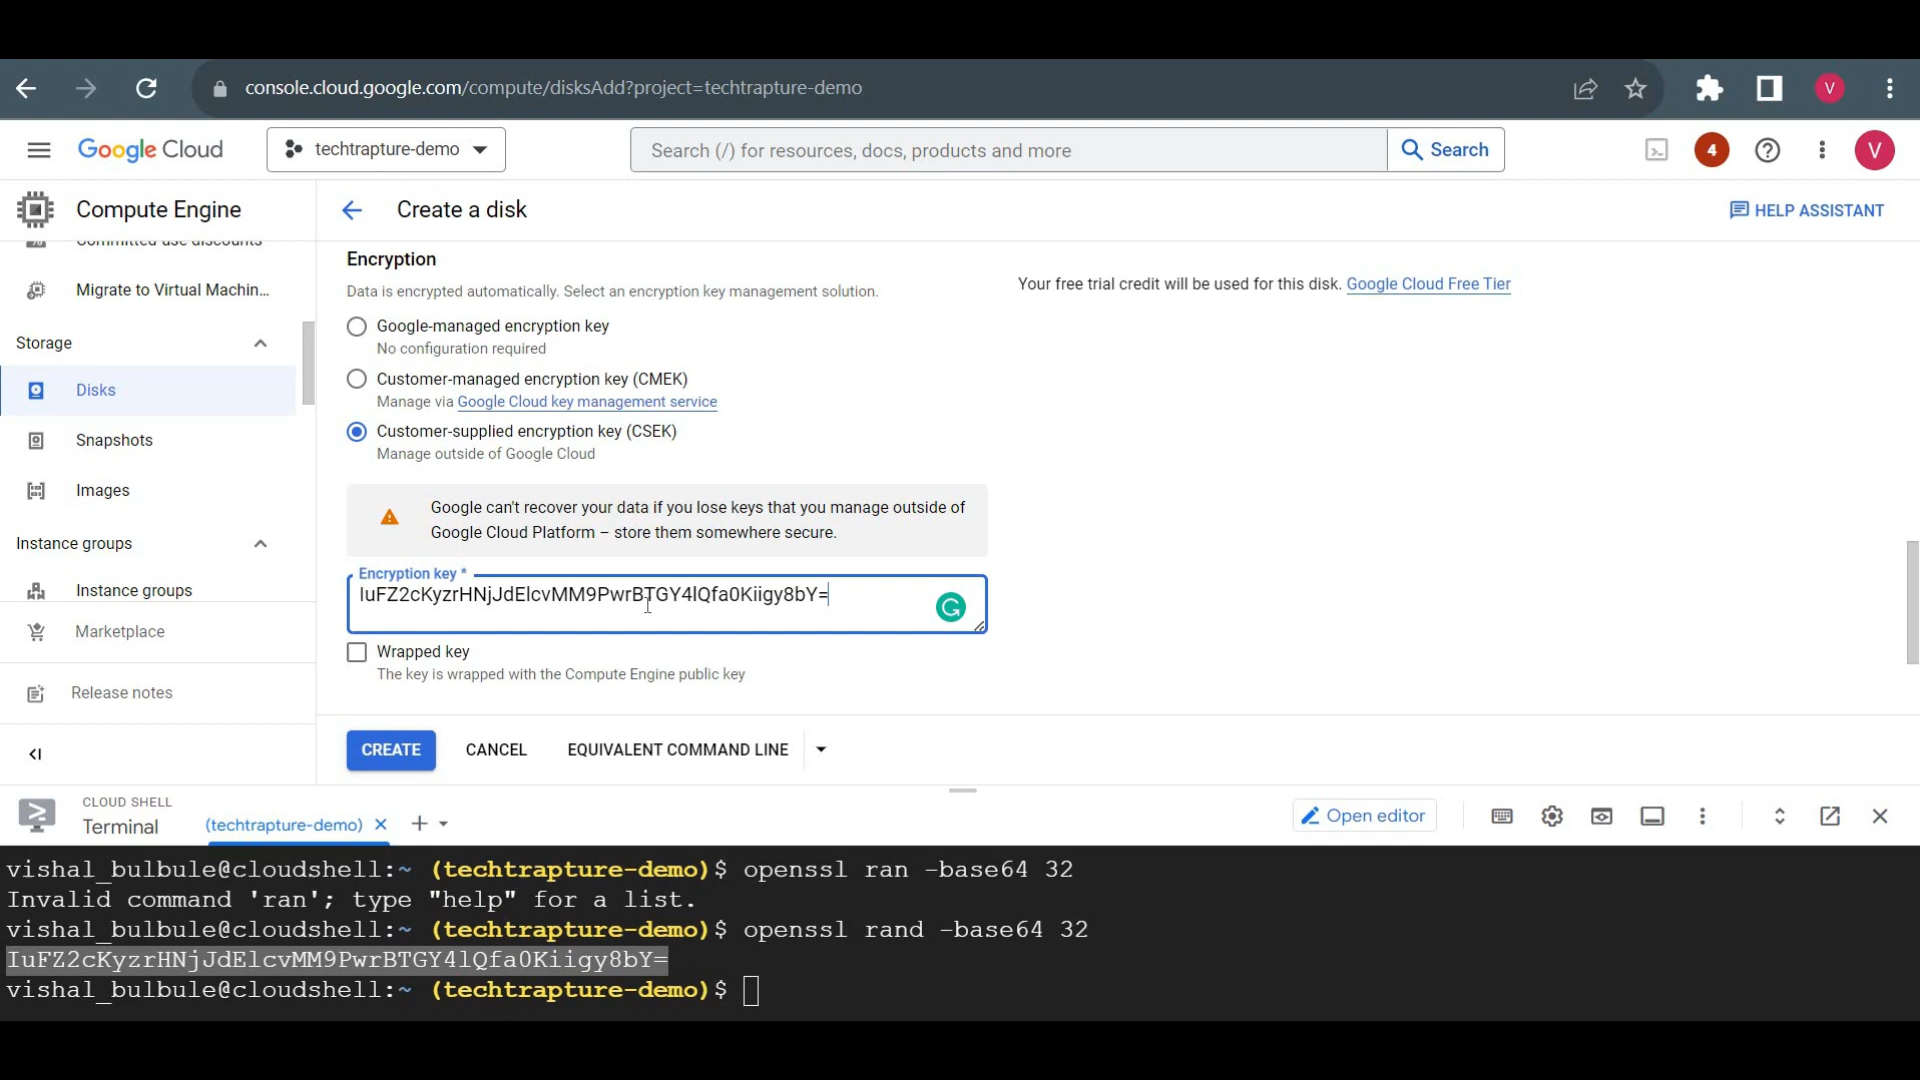 console.cloud.google.com/compute/disksAdd?project=techtrapture-demo
V
Google Cloud
techtrapture-demo
Search (/) for resources, docs, products and more
Search
4
V
Compute Engine
Create a disk
HELP ASSISTANT
Committed use discounts
Migrate to Virtual Machin...
Storage
Disks
Snapshots
Images
Instance groups
Instance groups
Marketplace
Release notes
Encryption
Data is encrypted automatically. Select an encryption key management solution.
Google-managed encryption key
No configuration required
Customer-managed encryption key (CMEK)
Manage via Google Cloud key management service
Customer-supplied encryption key (CSEK)
Manage outside of Google Cloud
Google can't recover your data if you lose keys that you manage outside of
Google Cloud Platform – store them somewhere secure.
Encryption key *
IuFZ2cKyzrHNjJdElcvMM9PwrBTGY4lQfa0Kiigy8bY=
Wrapped key
The key is wrapped with the Compute Engine public key
CREATE
CANCEL
EQUIVALENT COMMAND LINE
Your free trial credit will be used for this disk. Google Cloud Free Tier
CLOUD SHELL
Terminal
(techtrapture-demo)
Open editor
vishal_bulbule@cloudshell:~ (techtrapture-demo)$ openssl ran -base64 32
Invalid command 'ran'; type "help" for a list.
vishal_bulbule@cloudshell:~ (techtrapture-demo)$ openssl rand -base64 32
IuFZ2cKyzrHNjJdElcvMM9PwrBTGY4lQfa0Kiigy8bY=
vishal_bulbule@cloudshell:~ (techtrapture-demo)$